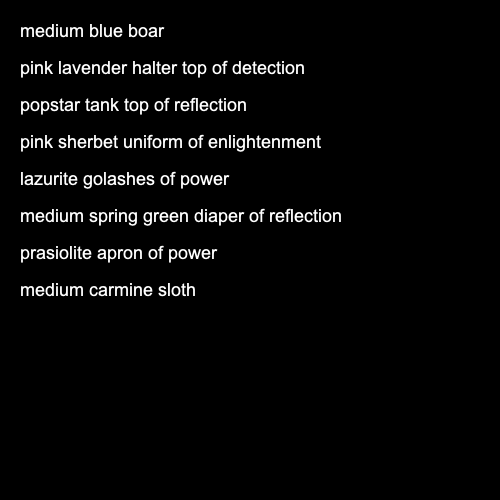 medium blue boar
pink lavender halter top of detection
popstar tank top of reflection
pink sherbet uniform of enlightenment
lazurite golashes of power
medium spring green diaper of reflection
prasiolite apron of power
medium carmine sloth